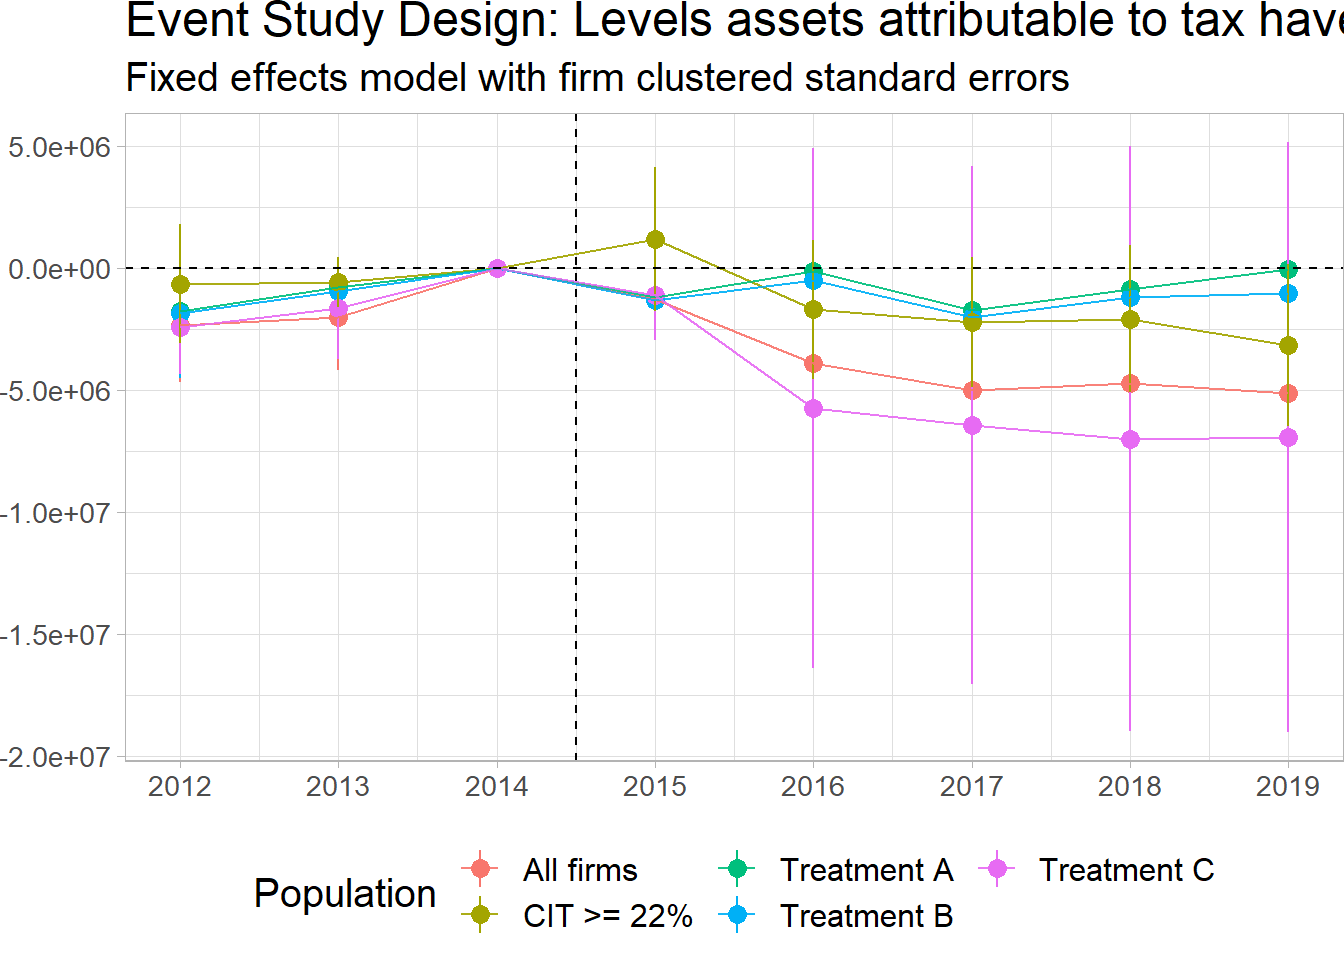 Event Study Design: Levels assets attributable to tax have
Fixed effects model with firm clustered standard errors
5.0e+06
0.0e+00
-5.0e+06
-1.0e+07
-1.5e+07
-2.0e+07
2012 2013 2014 2015 2016 2017 2018 2019
Population
All firms Treatment A Treatment C
CIT >= 22% Treatment B